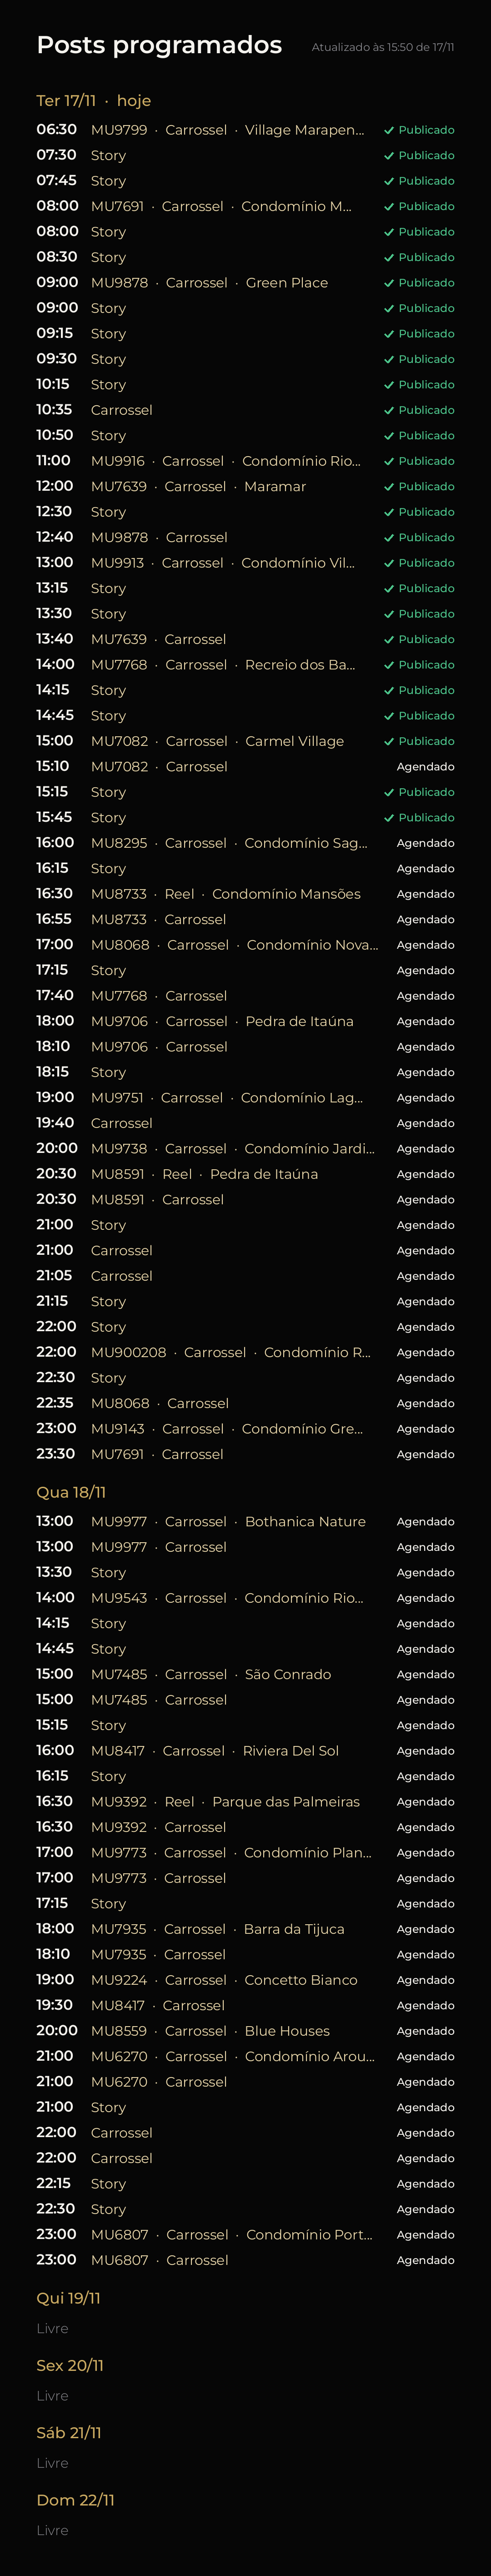 Posts programados
Atualizado às 15:50 de 17/11
Ter 17/11 · hoje
06:30 MU9799 · Carrossel · Village Marapen... ✓ Publicado
07:30 Story ✓ Publicado
07:45 Story ✓ Publicado
08:00 MU7691 · Carrossel · Condomínio M... ✓ Publicado
08:00 Story ✓ Publicado
08:30 Story ✓ Publicado
09:00 MU9878 · Carrossel · Green Place ✓ Publicado
09:00 Story ✓ Publicado
09:15 Story ✓ Publicado
09:30 Story ✓ Publicado
10:15 Story ✓ Publicado
10:35 Carrossel ✓ Publicado
10:50 Story ✓ Publicado
11:00 MU9916 · Carrossel · Condomínio Rio... ✓ Publicado
12:00 MU7639 · Carrossel · Maramar ✓ Publicado
12:30 Story ✓ Publicado
12:40 MU9878 · Carrossel ✓ Publicado
13:00 MU9913 · Carrossel · Condomínio Vil... ✓ Publicado
13:15 Story ✓ Publicado
13:30 Story ✓ Publicado
13:40 MU7639 · Carrossel ✓ Publicado
14:00 MU7768 · Carrossel · Recreio dos Ba... ✓ Publicado
14:15 Story ✓ Publicado
14:45 Story ✓ Publicado
15:00 MU7082 · Carrossel · Carmel Village ✓ Publicado
15:10 MU7082 · Carrossel Agendado
15:15 Story ✓ Publicado
15:45 Story ✓ Publicado
16:00 MU8295 · Carrossel · Condomínio Sag... Agendado
16:15 Story Agendado
16:30 MU8733 · Reel · Condomínio Mansões Agendado
16:55 MU8733 · Carrossel Agendado
17:00 MU8068 · Carrossel · Condomínio Nova... Agendado
17:15 Story Agendado
17:40 MU7768 · Carrossel Agendado
18:00 MU9706 · Carrossel · Pedra de Itaúna Agendado
18:10 MU9706 · Carrossel Agendado
18:15 Story Agendado
19:00 MU9751 · Carrossel · Condomínio Lag... Agendado
19:40 Carrossel Agendado
20:00 MU9738 · Carrossel · Condomínio Jardi... Agendado
20:30 MU8591 · Reel · Pedra de Itaúna Agendado
20:30 MU8591 · Carrossel Agendado
21:00 Story Agendado
21:00 Carrossel Agendado
21:05 Carrossel Agendado
21:15 Story Agendado
22:00 Story Agendado
22:00 MU900208 · Carrossel · Condomínio R... Agendado
22:30 Story Agendado
22:35 MU8068 · Carrossel Agendado
23:00 MU9143 · Carrossel · Condomínio Gre... Agendado
23:30 MU7691 · Carrossel Agendado
Qua 18/11
13:00 MU9977 · Carrossel · Bothanica Nature Agendado
13:00 MU9977 · Carrossel Agendado
13:30 Story Agendado
14:00 MU9543 · Carrossel · Condomínio Rio... Agendado
14:15 Story Agendado
14:45 Story Agendado
15:00 MU7485 · Carrossel · São Conrado Agendado
15:00 MU7485 · Carrossel Agendado
15:15 Story Agendado
16:00 MU8417 · Carrossel · Riviera Del Sol Agendado
16:15 Story Agendado
16:30 MU9392 · Reel · Parque das Palmeiras Agendado
16:30 MU9392 · Carrossel Agendado
17:00 MU9773 · Carrossel · Condomínio Plan... Agendado
17:00 MU9773 · Carrossel Agendado
17:15 Story Agendado
18:00 MU7935 · Carrossel · Barra da Tijuca Agendado
18:10 MU7935 · Carrossel Agendado
19:00 MU9224 · Carrossel · Concetto Bianco Agendado
19:30 MU8417 · Carrossel Agendado
20:00 MU8559 · Carrossel · Blue Houses Agendado
21:00 MU6270 · Carrossel · Condomínio Arou... Agendado
21:00 MU6270 · Carrossel Agendado
21:00 Story Agendado
22:00 Carrossel Agendado
22:00 Carrossel Agendado
22:15 Story Agendado
22:30 Story Agendado
23:00 MU6807 · Carrossel · Condomínio Port... Agendado
23:00 MU6807 · Carrossel Agendado
Qui 19/11
Livre
Sex 20/11
Livre
Sáb 21/11
Livre
Dom 22/11
Livre